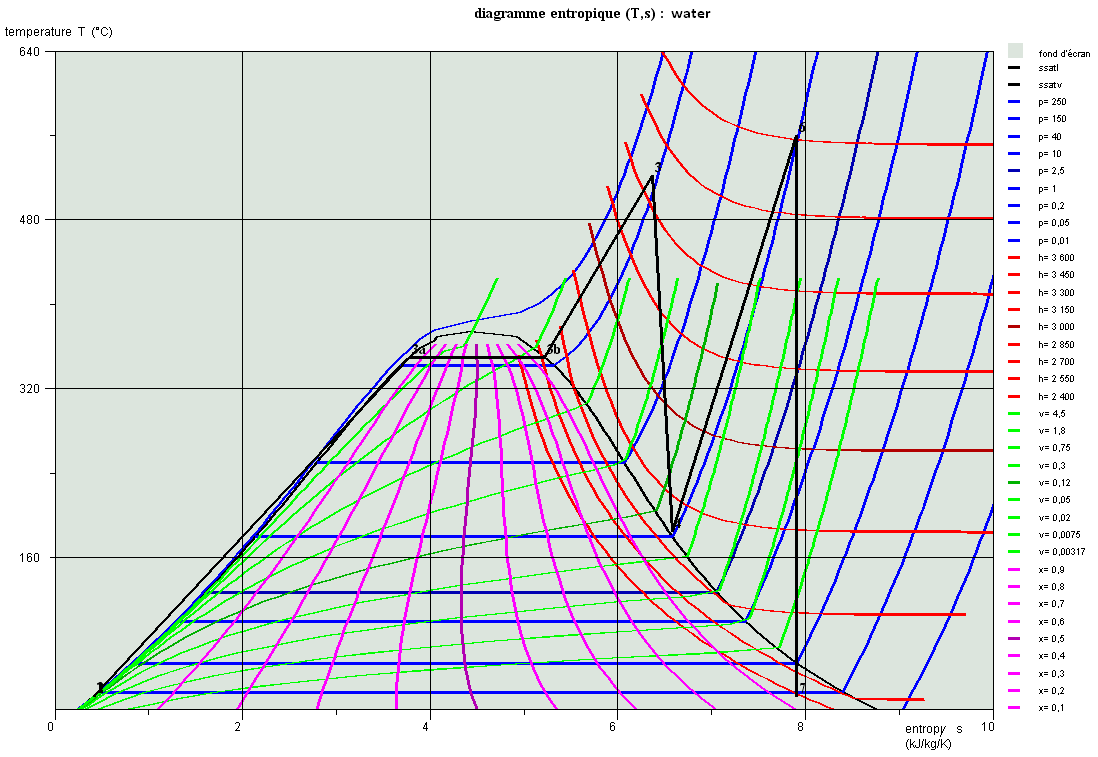 diagramme entropique (T,s) : water
temperature T (°C)
640
480
320
160
0
2
4
6
8
10
entropy s
(kJ/kg/K)
1
3a
3b
3
5
7
fond d'écran
ssatl
ssatv
p= 250
p= 150
p= 40
p= 10
p= 2,5
p= 1
p= 0,2
p= 0,05
p= 0,01
h= 3 600
h= 3 450
h= 3 300
h= 3 150
h= 3 000
h= 2 850
h= 2 700
h= 2 550
h= 2 400
v= 4,5
v= 1,8
v= 0,75
v= 0,3
v= 0,12
v= 0,05
v= 0,02
v= 0,0075
v= 0,00317
x= 0,9
x= 0,8
x= 0,7
x= 0,6
x= 0,5
x= 0,4
x= 0,3
x= 0,2
x= 0,1